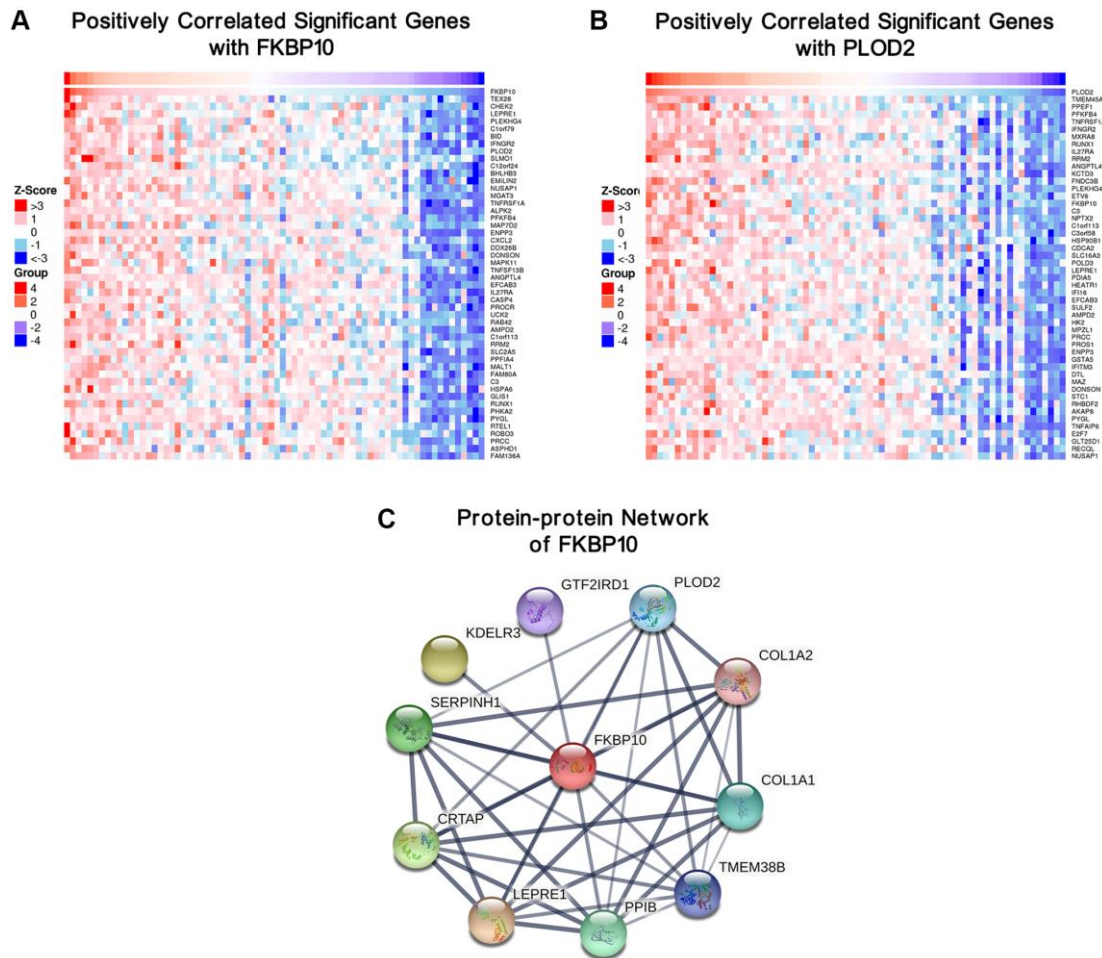 A
Positively Correlated Significant Genes
with FKBP10
Z-Score
>3
1
0
-1
<-3
Group
4
2
0
-2
-4
FKBP10
TEX28
CHEK2
LEPRE1
PLEKHG4
C1orf79
BID
IFNGR2
PLOD2
SLMO1
C12orf24
BHLHB3
EMILIN2
NUSAP1
MGAT3
TNFRSF1A
ALPK2
PFKFB4
MAP7D2
ENPP3
CXCL2
DDX26B
DONSON
MAPK11
TNFSF13B
ANGPTL4
EFCAB3
IL27RA
CASP4
PROCR
UCK2
RAB42
AMPD2
C1orf113
RRM2
SLC2A5
PPFIA4
MALT1
FAM80A
C3
HSPA6
GLIS1
RUNX1
PHKA2
PYGL
RTEL1
ROBO3
PRCC
ASPHD1
FAM136A
B
Positively Correlated Significant Genes
with PLOD2
Z-Score
>3
1
0
-1
<-3
Group
4
2
0
-2
-4
PLOD2
TMEM45A
PPEF1
PFKFB4
TNFRSF1A
IFNGR2
MXRA8
RUNX1
IL27RA
RRM2
ANGPTL4
KCTD3
FNDC3B
PLEKHG4
ETV6
FKBP10
C3
NPTX2
C1orf113
C3orf58
HSP90B1
CDCA2
SLC16A3
POLD3
LEPRE1
PDIA5
HEATR1
IFI16
EFCAB3
SULF2
AMPD2
HK2
MPZL1
PRCC
PROS1
ENPP3
GSTA5
IFITM3
DTL
MAZ
DONSON
STC1
RHBDF2
AKAP8
PYGL
TNFAIP6
E2F7
GLT25D1
RECQL
NUSAP1
C
Protein-protein Network
of FKBP10
GTF2IRD1
PLOD2
KDELR3
COL1A2
SERPINH1
FKBP10
COL1A1
CRTAP
TMEM38B
LEPRE1
PPIB